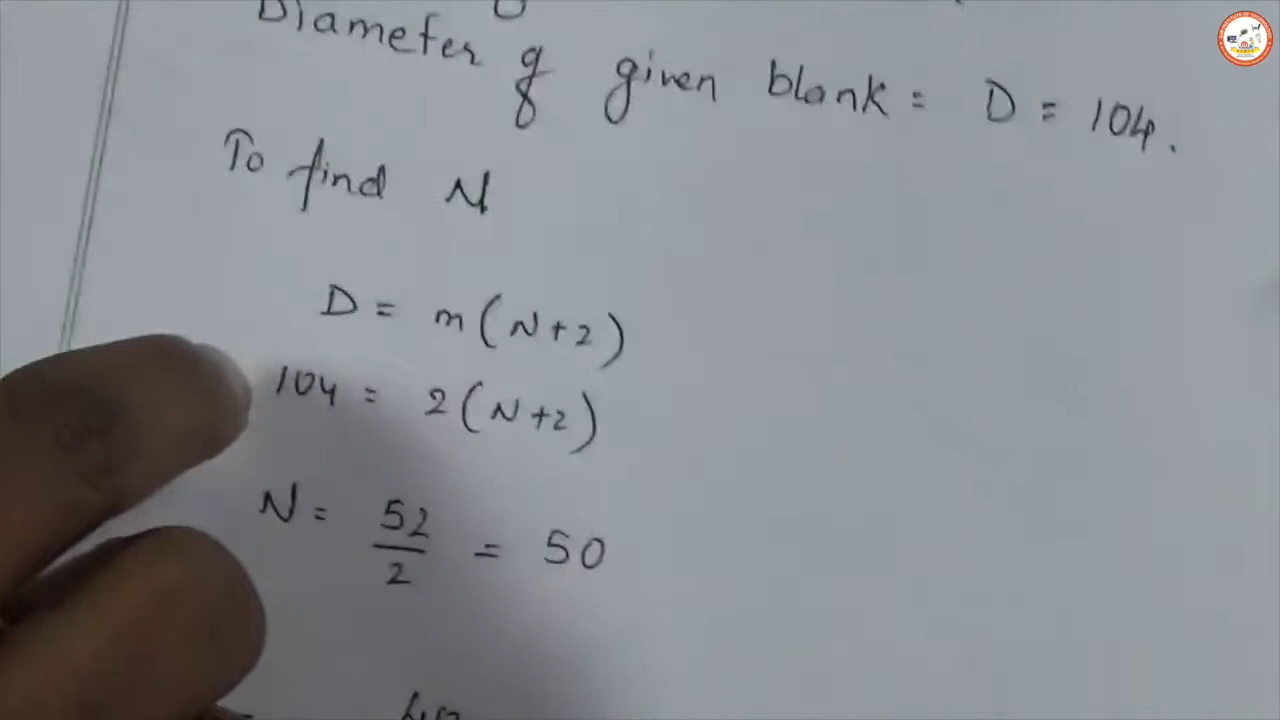 Diameter of given blank = D = 104.
To find N
D = m(N+2)
104 = 2(N+2)
N = 52/2 = 50